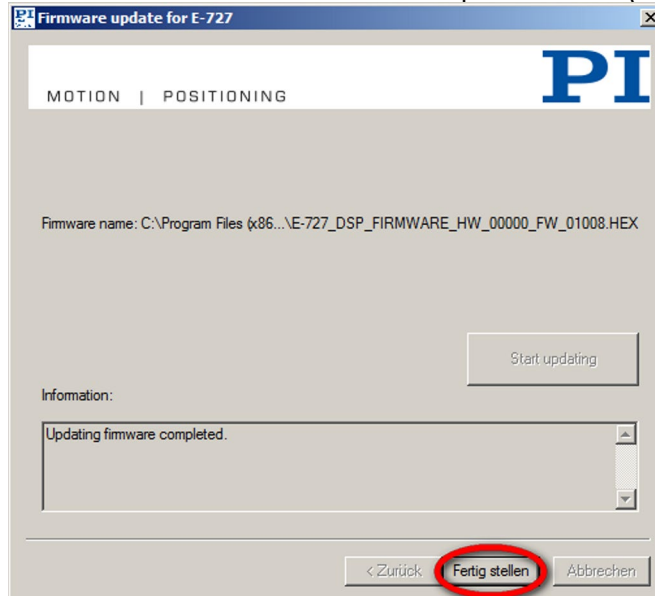 Firmware update for E-727
PI
MOTION | POSITIONING
Firmware name: C:\Program Files (x86...\E-727_DSP_FIRMWARE_HW_00000_FW_01008.HEX
Start updating
Information:
Updating firmware completed.
< Zurück Fertig stellen Abbrechen